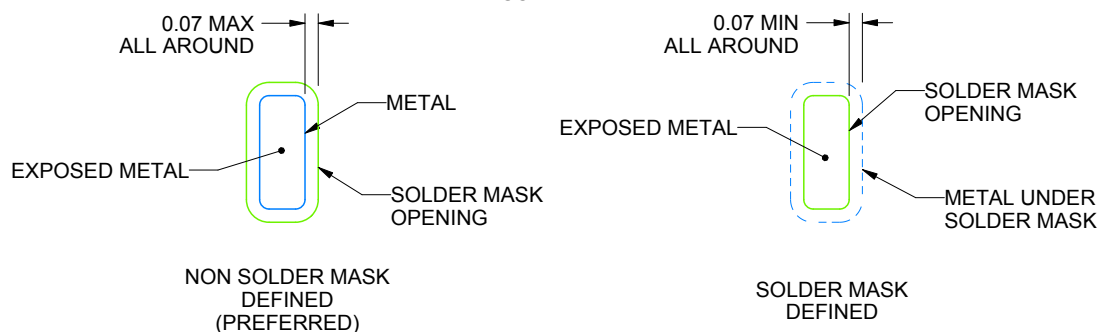 0.07 MAX
ALL AROUND
METAL
EXPOSED METAL
SOLDER MASK
OPENING
NON SOLDER MASK
DEFINED
(PREFERRED)
0.07 MIN
ALL AROUND
SOLDER MASK
OPENING
EXPOSED METAL
METAL UNDER
SOLDER MASK
SOLDER MASK
DEFINED